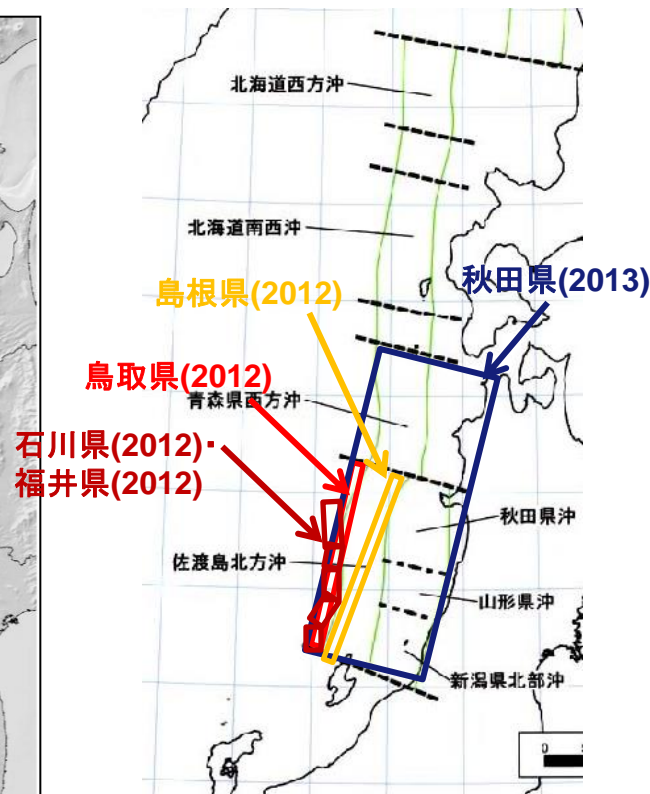 北海道西方沖
北海道南西沖
秋田県(2013)
島根県(2012)
鳥取県(2012)
青森県西方沖
石川県(2012)・
福井県(2012)
秋田県沖
佐渡島北方沖
山形県沖
新潟県北部沖
0